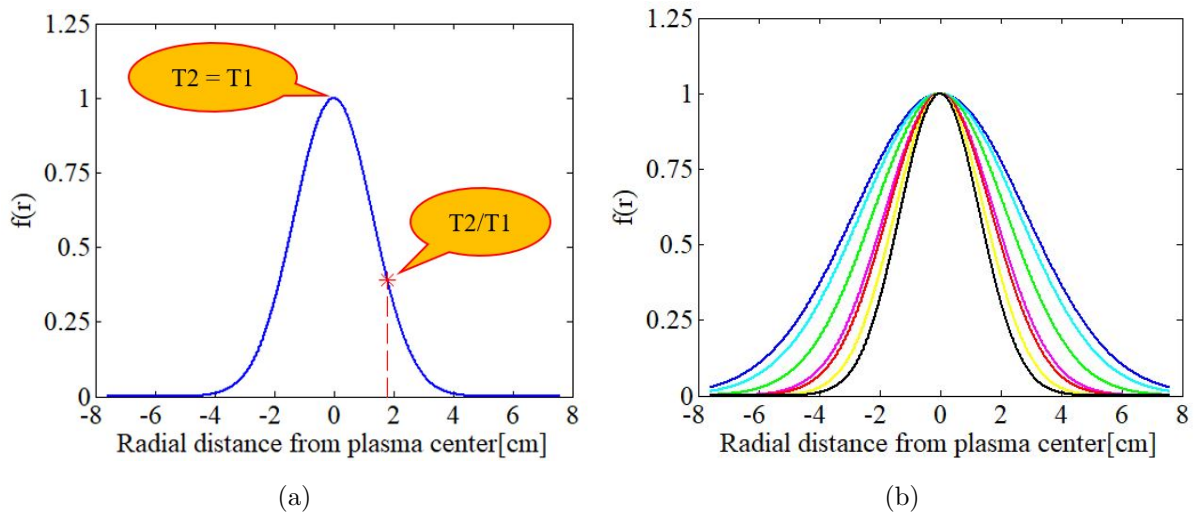 1.25
1
0.75
0.5
0.25
0
-8 -6 -4 -2 0 2 4 6 8
f(r)
Radial distance from plasma center[cm]
T2 = T1
T2/T1
(a)
1.25
1
0.75
0.5
0.25
0
-8 -6 -4 -2 0 2 4 6 8
f(r)
Radial distance from plasma center[cm]
(b)